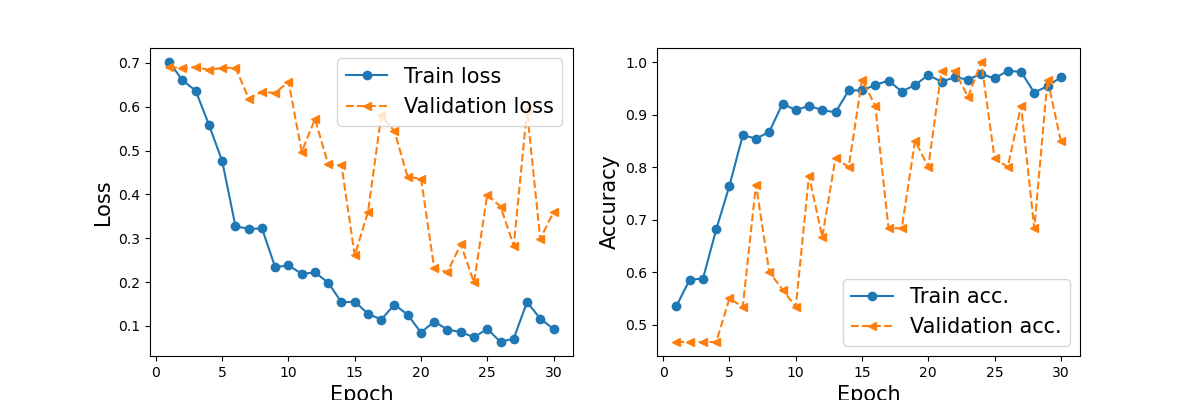 0.7
0.6
0.5
0.4
0.3
0.2
0.1
Loss
0 5 10 15 20 25 30
Epoch
Train loss
Validation loss
1.0
0.9
0.8
0.7
0.6
0.5
Accuracy
0 5 10 15 20 25 30
Epoch
Train acc.
Validation acc.